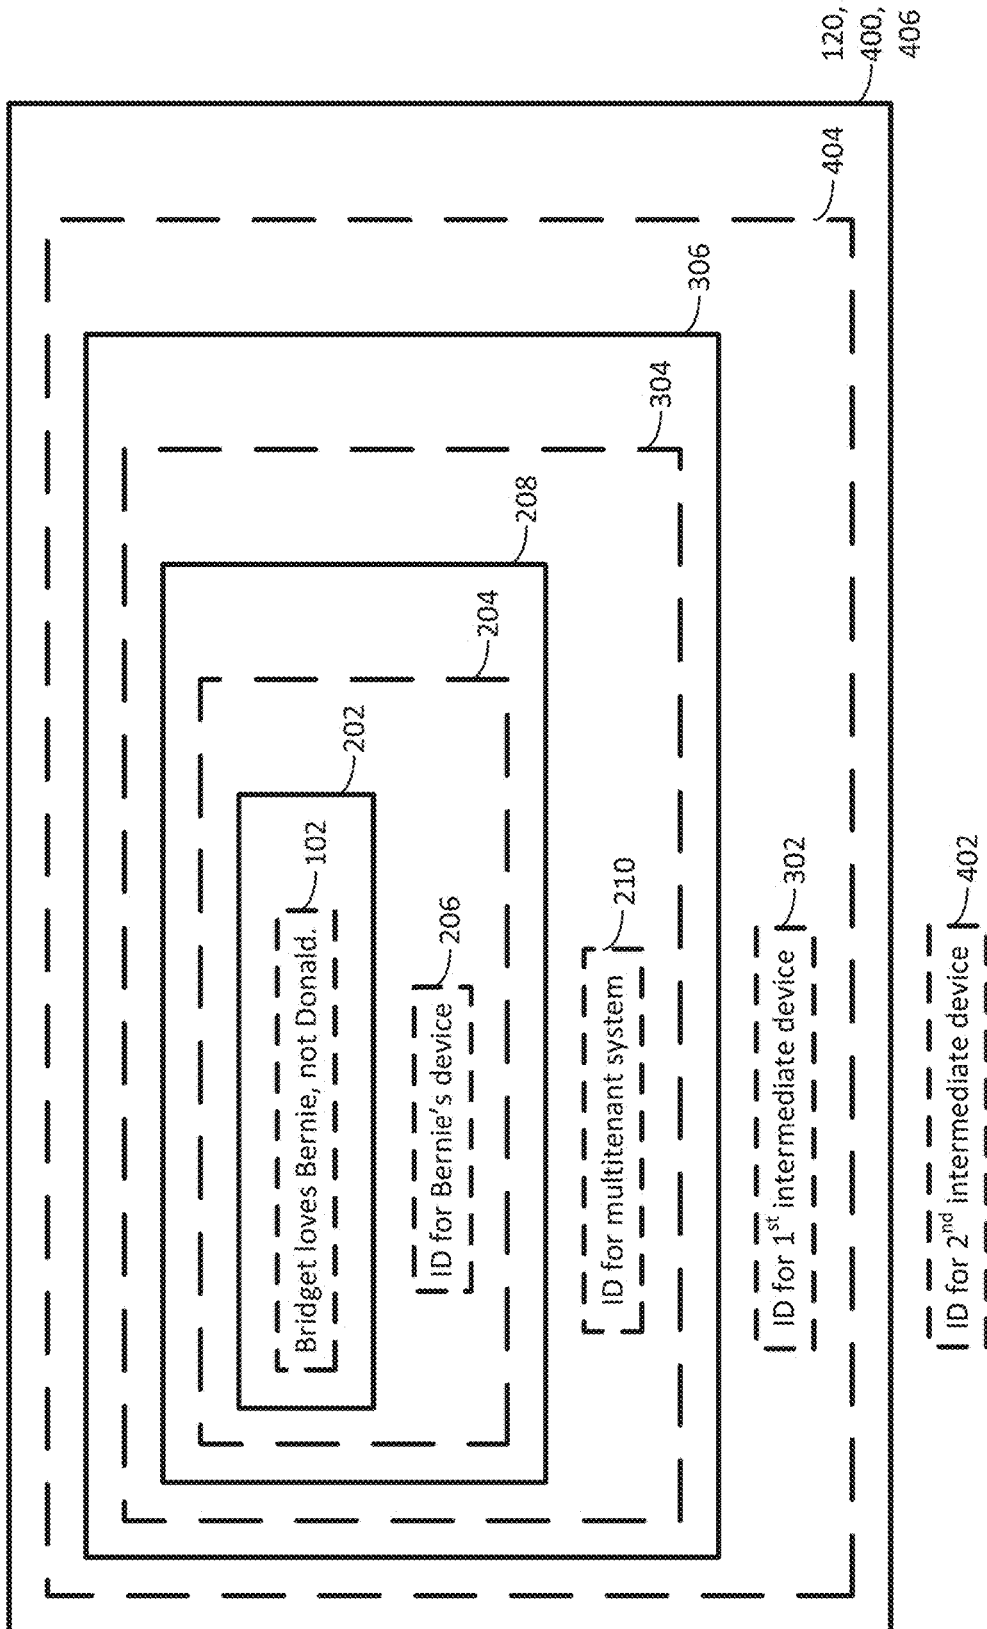 Bridget loves Bernie, not Donald.
102
202
ID for Bernie's device
206
204
208
ID for multitenant system
210
304
306
ID for 1st intermediate device
302
404
120,
400,
406
ID for 2nd intermediate device
402